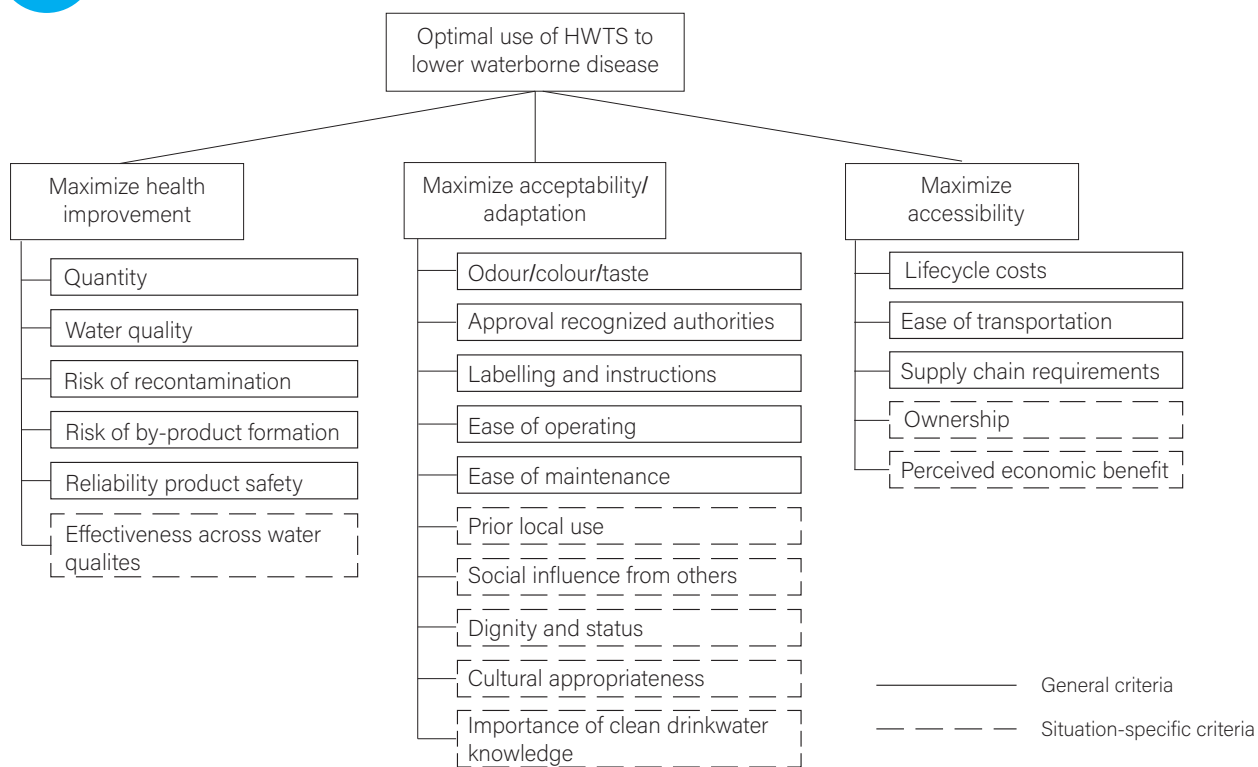 Optimal use of HWTS to
lower waterborne disease
Maximize health
improvement
Quantity
Water quality
Risk of recontamination
Risk of by-product formation
Reliability product safety
Effectiveness across water
qualites
Maximize acceptability/
adaptation
Odour/colour/taste
Approval recognized authorities
Labelling and instructions
Ease of operating
Ease of maintenance
Prior local use
Social influence from others
Dignity and status
Cultural appropriateness
Importance of clean drinkwater
knowledge
Maximize
accessibility
Lifecycle costs
Ease of transportation
Supply chain requirements
Ownership
Perceived economic benefit
General criteria
Situation-specific criteria